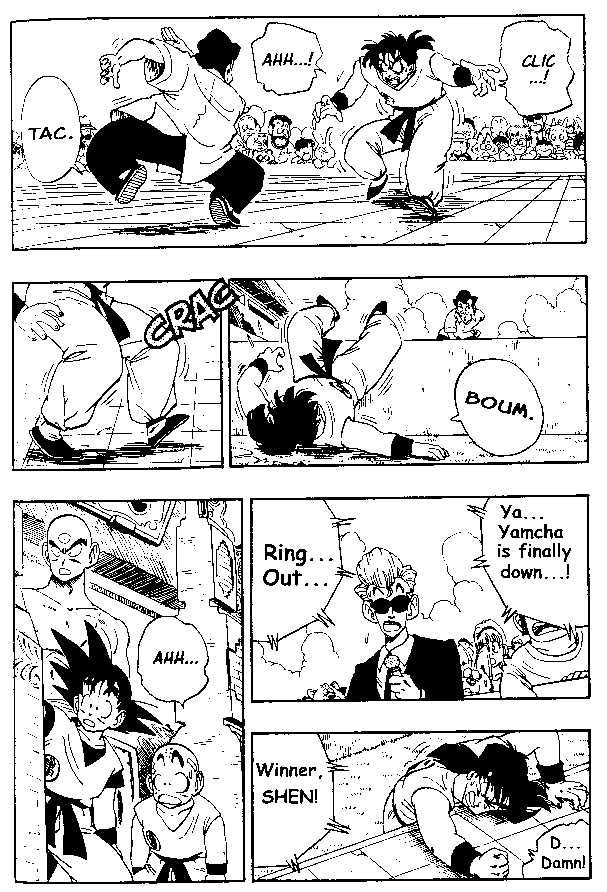 TAC.
AHH...!
CLIC
...!
CRAC
BOUM.
AHH...
Ring...
Out...
Ya...
Yamcha
is finally
down...!
Winner,
SHEN!
D...
Damn!